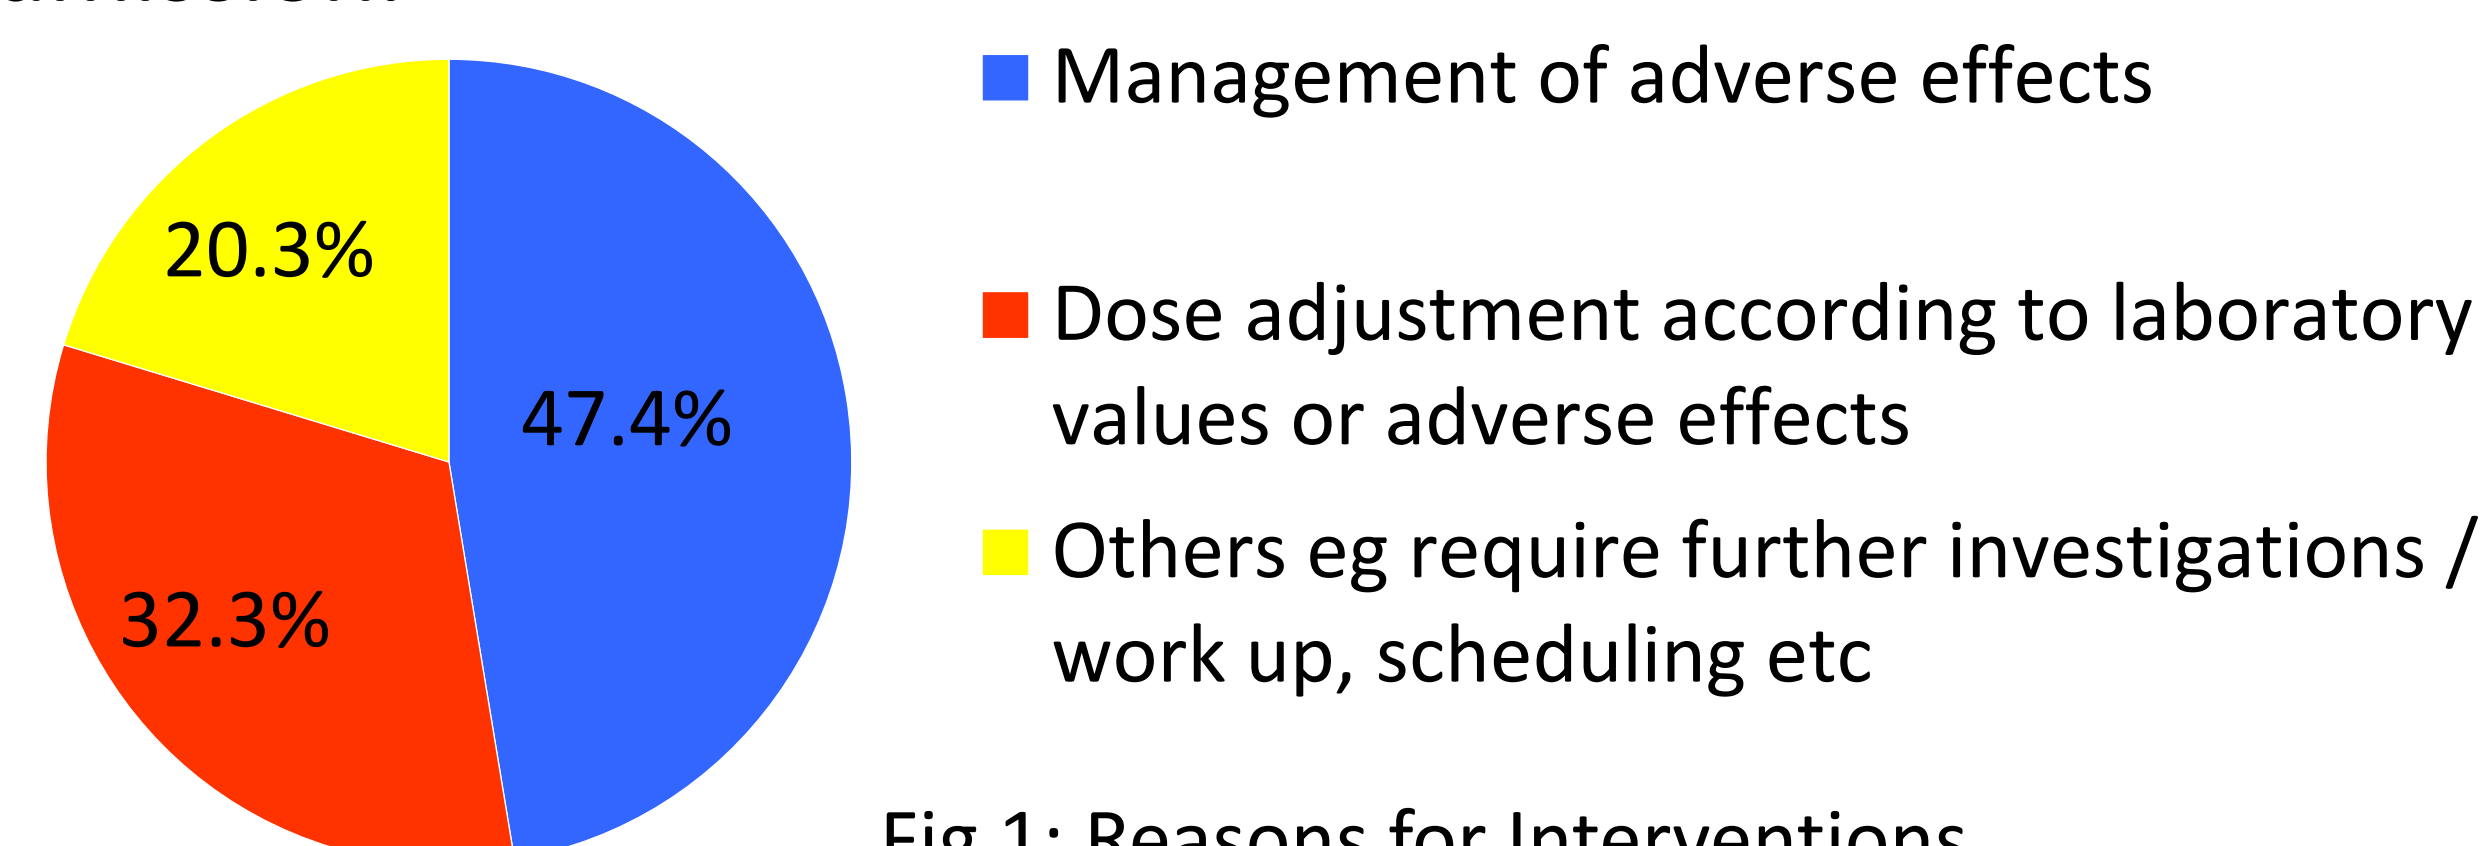 Management of adverse effects
20.3%
Dose adjustment according to laboratory
values or adverse effects
47.4%
Others eg require further investigations /
work up, scheduling etc
32.3%
Fig 1: Reasons for Interventions